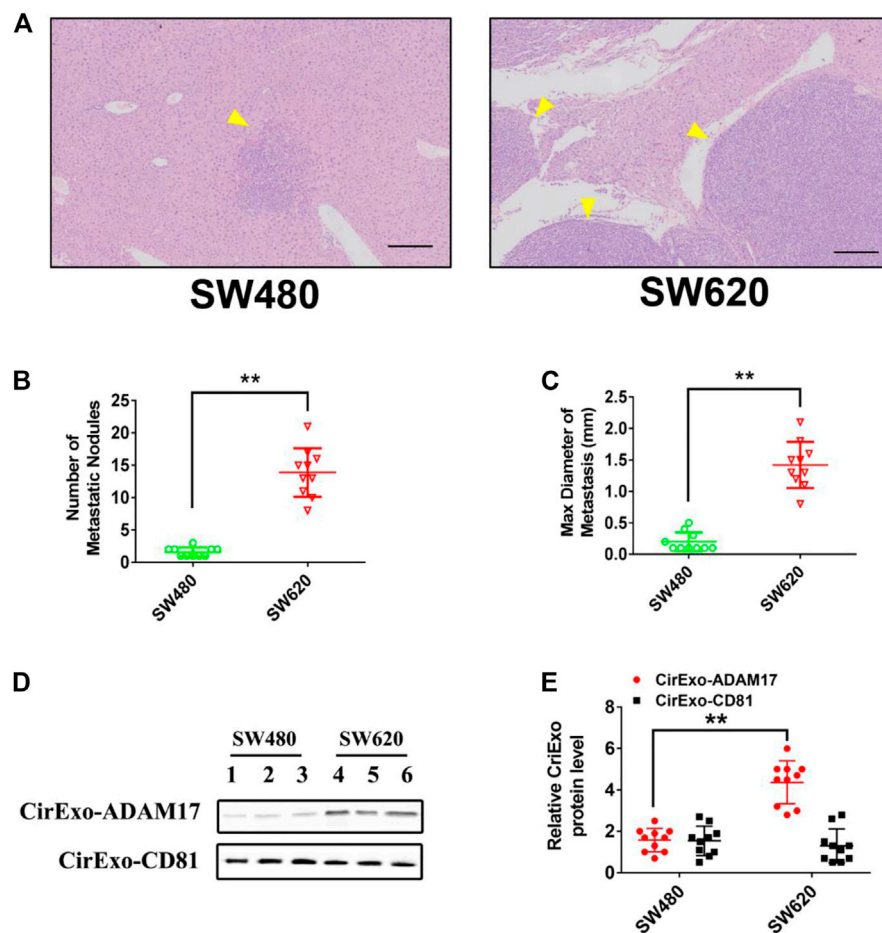 A
SW480
SW620
B
**
Number of
Metastatic Nodules
25
20
15
10
5
0
SW480
SW620
C
**
Max Diameter of
Metastasis (mm)
2.5
2.0
1.5
1.0
0.5
0.0
SW480
SW620
D
SW480 SW620
1 2 3 4 5 6
CirExo-ADAM17
CirExo-CD81
E
CirExo-ADAM17
CirExo-CD81
**
Relative CriExo
protein level
8
6
4
2
0
SW480
SW620